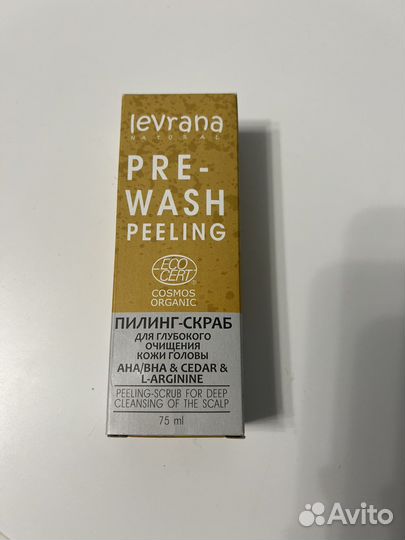 levrana
NATURAL
PRE-
WASH
PEELING
ECO
CERT
COSMOS
ORGANIC
ПИЛИНГ-СКРАБ
ДЛЯ ГЛУБОКОГО
ОЧИЩЕНИЯ
КОЖИ ГОЛОВЫ
AHA/BHA & CEDAR &
L-ARGININE
PEELING-SCRUB FOR DEEP
CLEANSING OF THE SCALP
75 ml
Avito